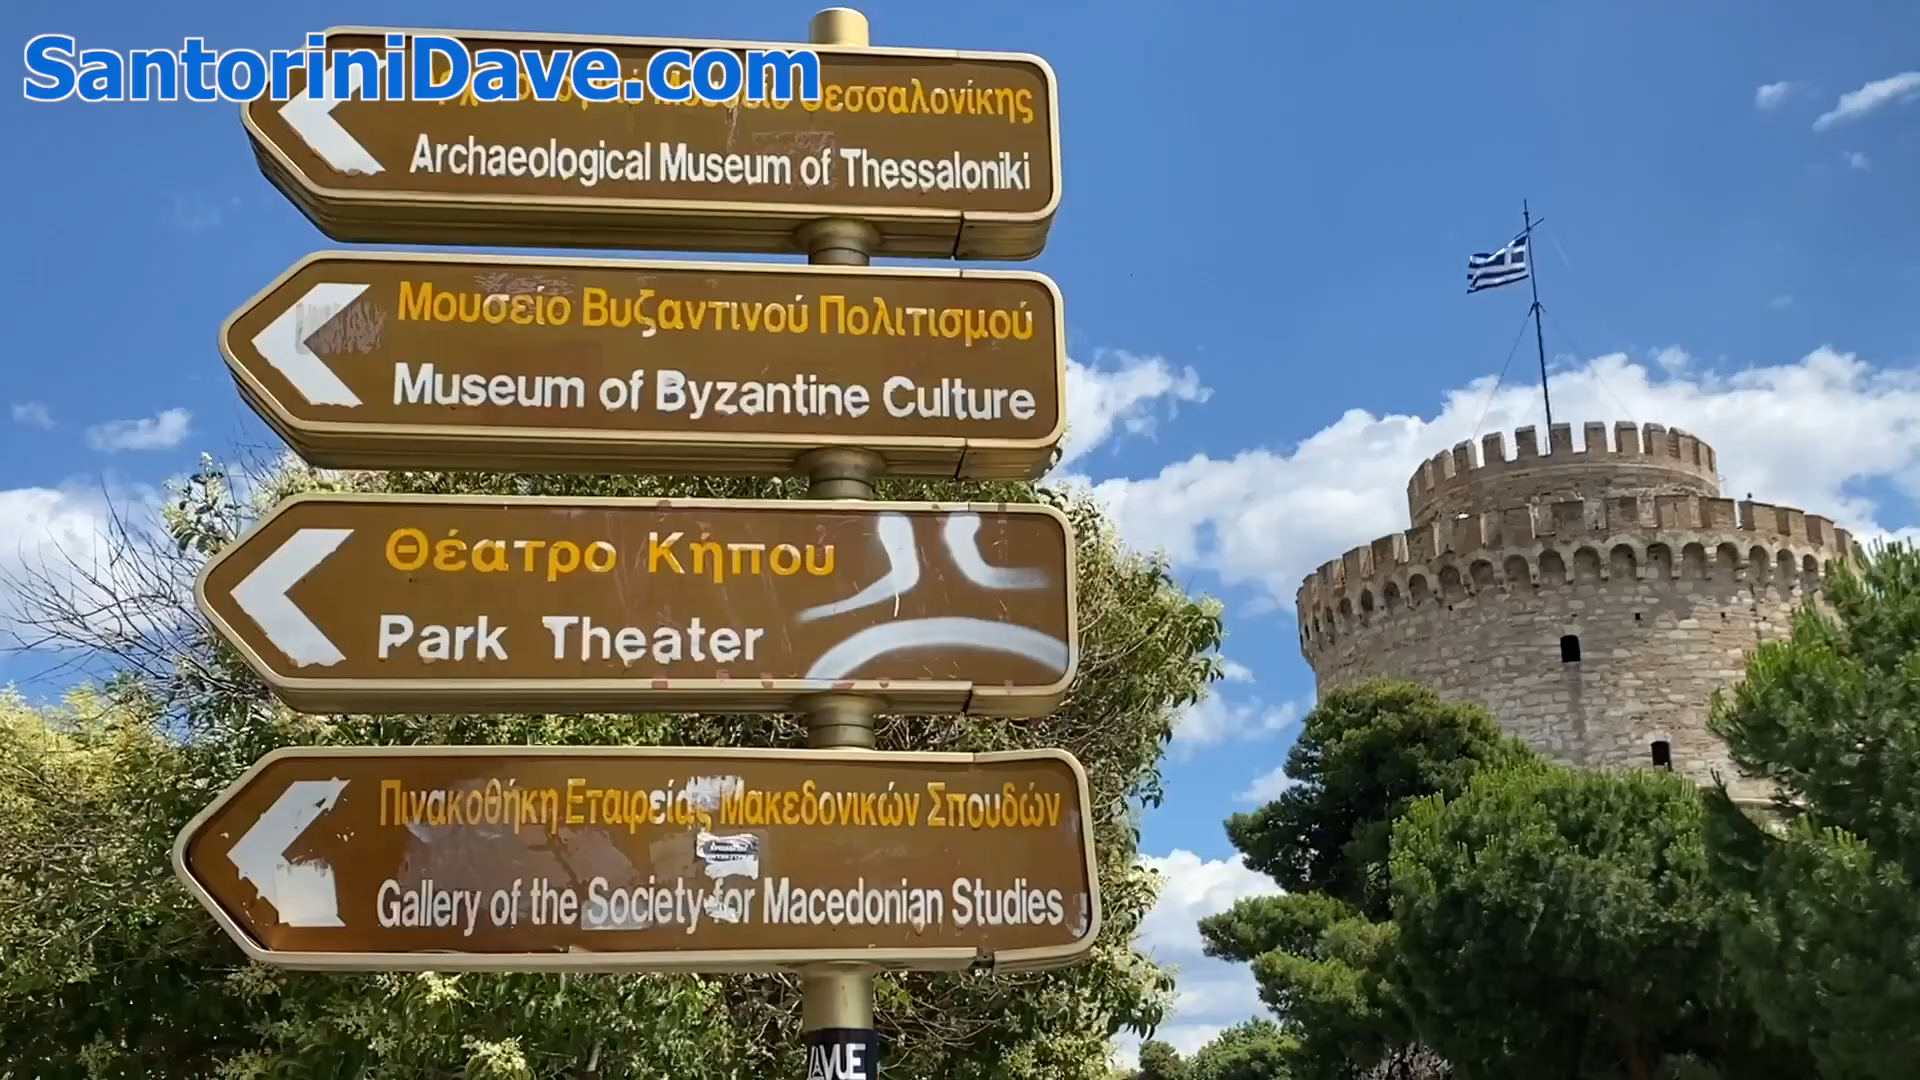 SantoriniDave.com
Μουσείο Θεσσαλονίκης
Archaeological Museum of Thessaloniki
Μουσείο Βυζαντινού Πολιτισμού
Museum of Byzantine Culture
Θέατρο Κήπου
Park Theater
Πινακοθήκη Εταιρείας Μακεδονικών Σπουδών
Gallery of the Society for Macedonian Studies